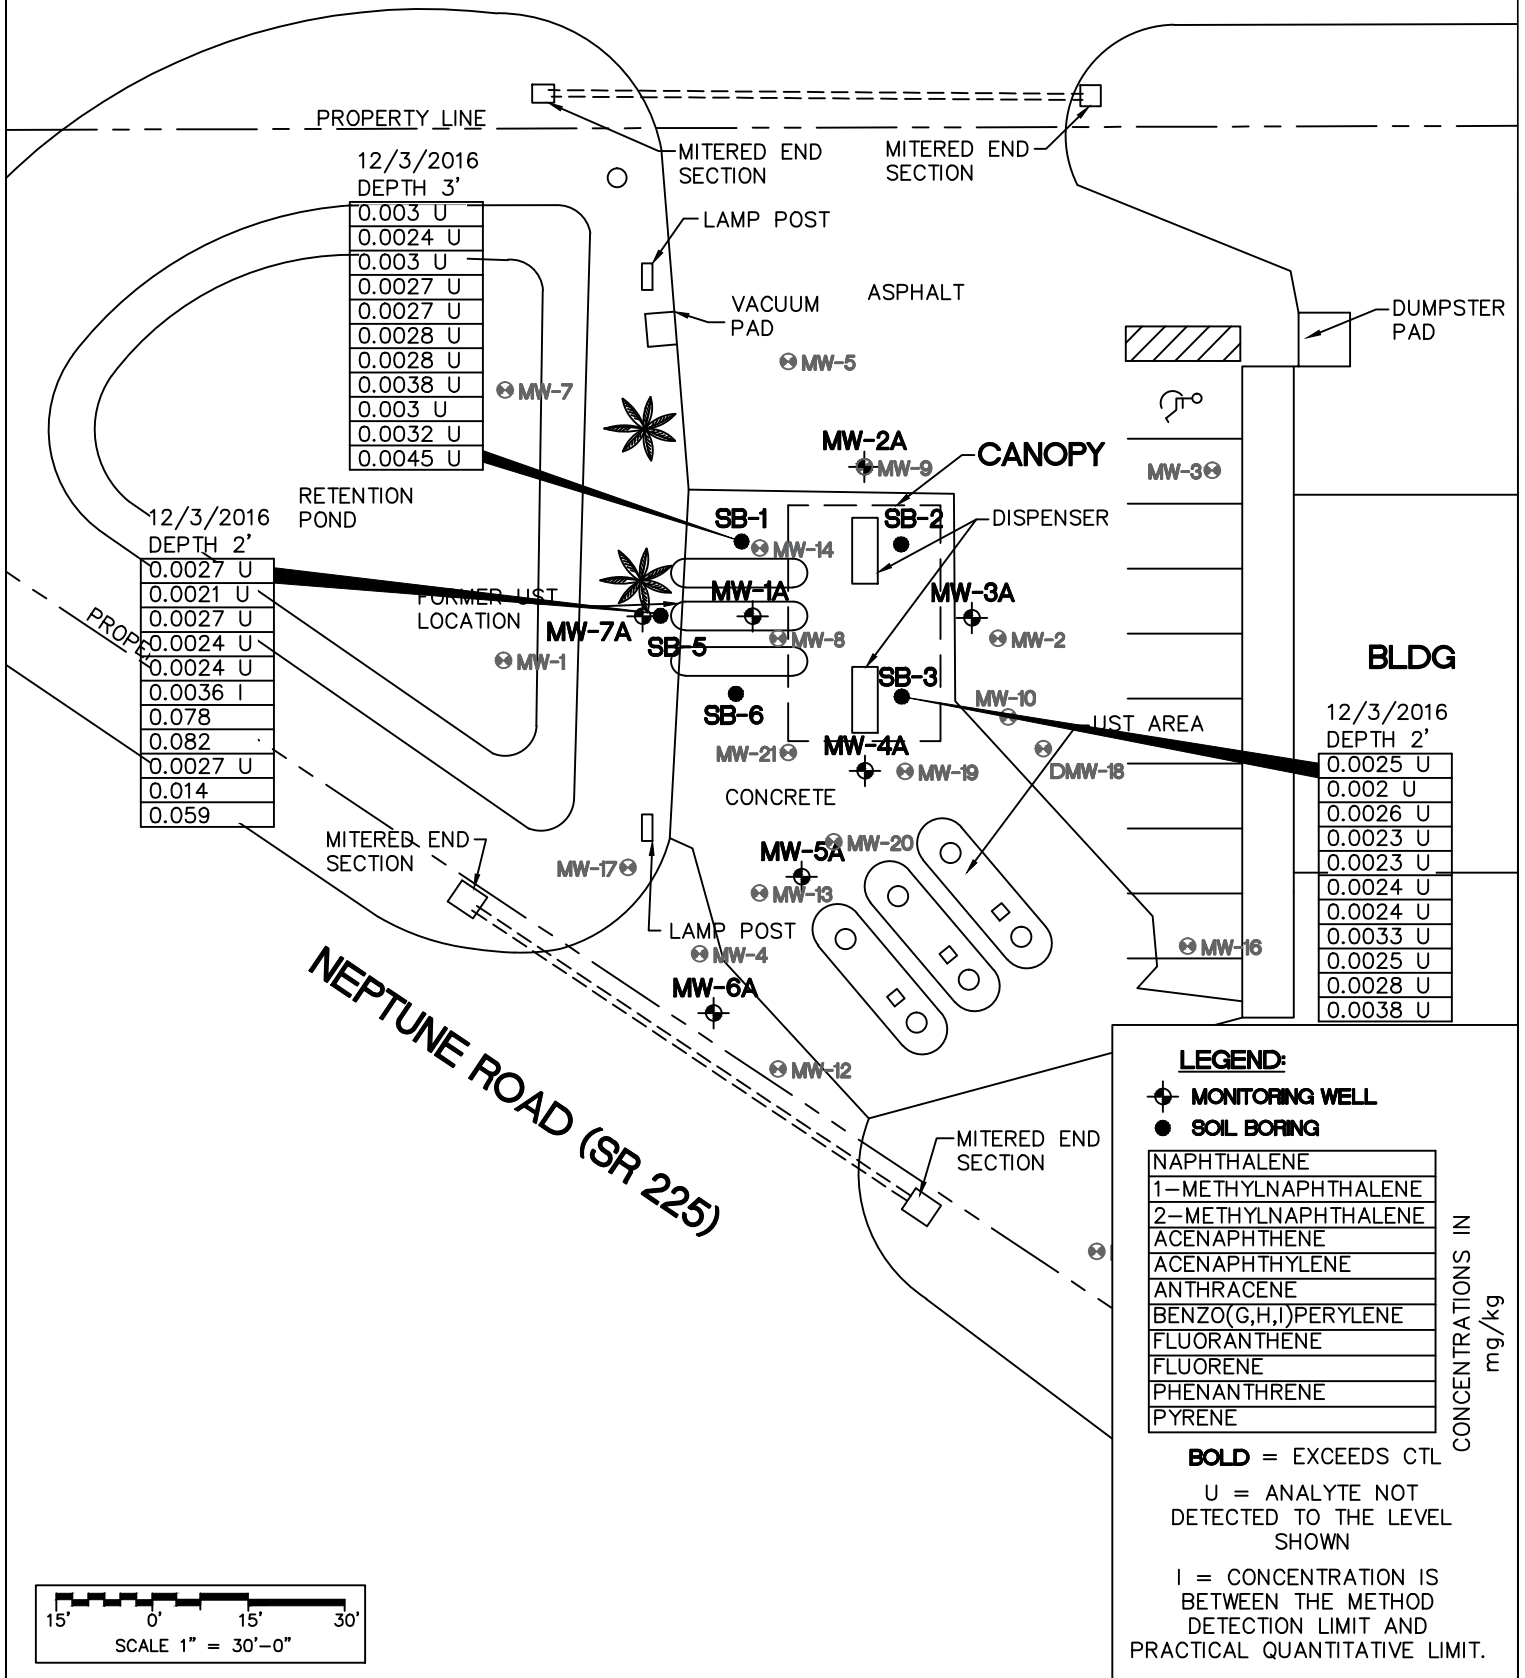 PROPERTY LINE
MITERED END
SECTION
MITERED END
SECTION
12/3/2016
DEPTH 3'
0.003 U
0.0024 U
0.003 U
0.0027 U
0.0027 U
0.0028 U
0.0028 U
0.0038 U
0.003 U
0.0032 U
0.0045 U
LAMP POST
VACUUM
PAD
ASPHALT
DUMPSTER
PAD
MW-5
MW-7
MW-2A
MW-9
CANOPY
MW-3
RETENTION
POND
SB-1
SB-2
DISPENSER
MW-14
12/3/2016
DEPTH 2'
0.0027 U
0.0021 U
0.0027 U
0.0024 U
0.0024 U
0.0036 I
0.078
0.082
0.0027 U
0.014
0.059
FORMER UST
LOCATION
MW-1A
MW-3A
MW-7A
SB-5
MW-8
MW-2
MW-1
BLDG
SB-3
SB-6
MW-10
UST AREA
MW-21
MW-4A
MW-19
DMW-18
12/3/2016
DEPTH 2'
0.0025 U
0.002 U
0.0026 U
0.0023 U
0.0023 U
0.0024 U
0.0024 U
0.0033 U
0.0025 U
0.0028 U
0.0038 U
CONCRETE
MITERED END
SECTION
MW-20
MW-5A
MW-17
MW-13
LAMP POST
MW-4
MW-16
MW-6A
NEPTUNE ROAD (SR 225)
MW-12
MITERED END
SECTION
LEGEND:
MONITORING WELL
SOIL BORING
NAPHTHALENE
1-METHYLNAPHTHALENE
2-METHYLNAPHTHALENE
ACENAPHTHENE
ACENAPHTHYLENE
ANTHRACENE
BENZO(G,H,I)PERYLENE
FLUORANTHENE
FLUORENE
PHENANTHRENE
PYRENE
CONCENTRATIONS IN
mg/kg
BOLD = EXCEEDS CTL
U = ANALYTE NOT
DETECTED TO THE LEVEL
SHOWN
I = CONCENTRATION IS
BETWEEN THE METHOD
DETECTION LIMIT AND
PRACTICAL QUANTITATIVE LIMIT.
15' 0' 15' 30'
SCALE 1" = 30'-0"